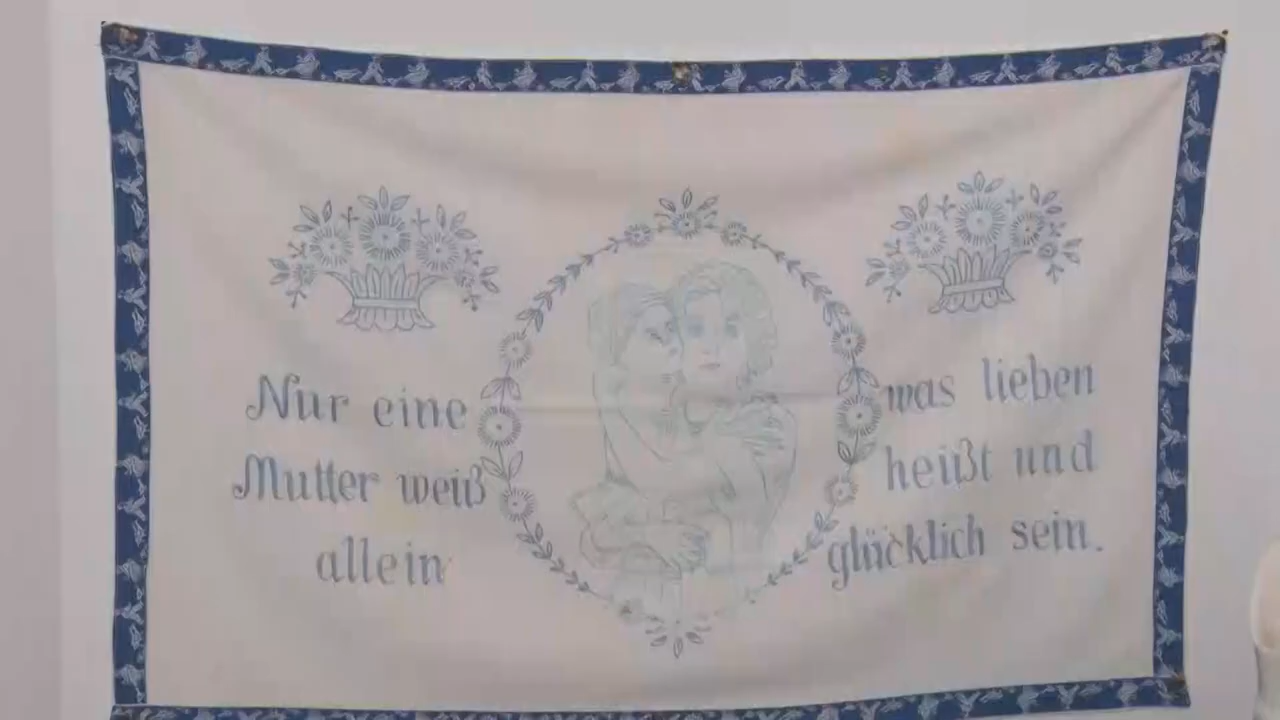 Nur eine
Mutter weiß
allein
was lieben
heißt und
glücklich sein.